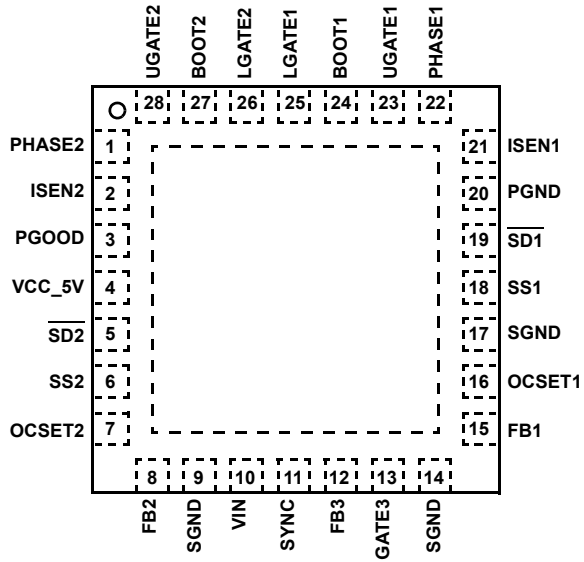 UGATE2 BOOT2 LGATE2 LGATE1 BOOT1 UGATE1 PHASE1
28 27 26 25 24 23 22
PHASE2 1 21 ISEN1
ISEN2 2 20 PGND
PGOOD 3 19 SD1
VCC_5V 4 18 SS1
SD2 5 17 SGND
SS2 6 16 OCSET1
OCSET2 7 15 FB1
8 9 10 11 12 13 14
FB2 SGND VIN SYNC FB3 GATE3 SGND